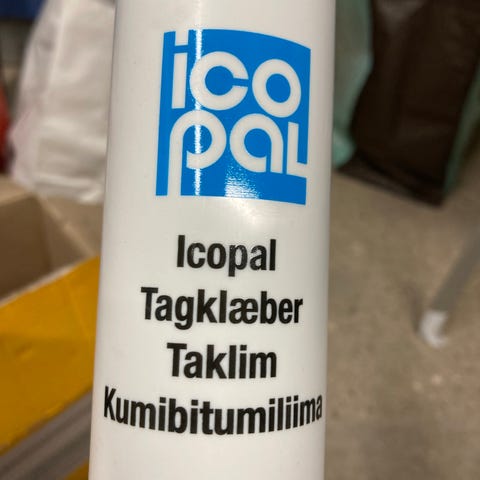 ico
pal
Icopal
Tagklæber
Taklim
Kumibitumiliima